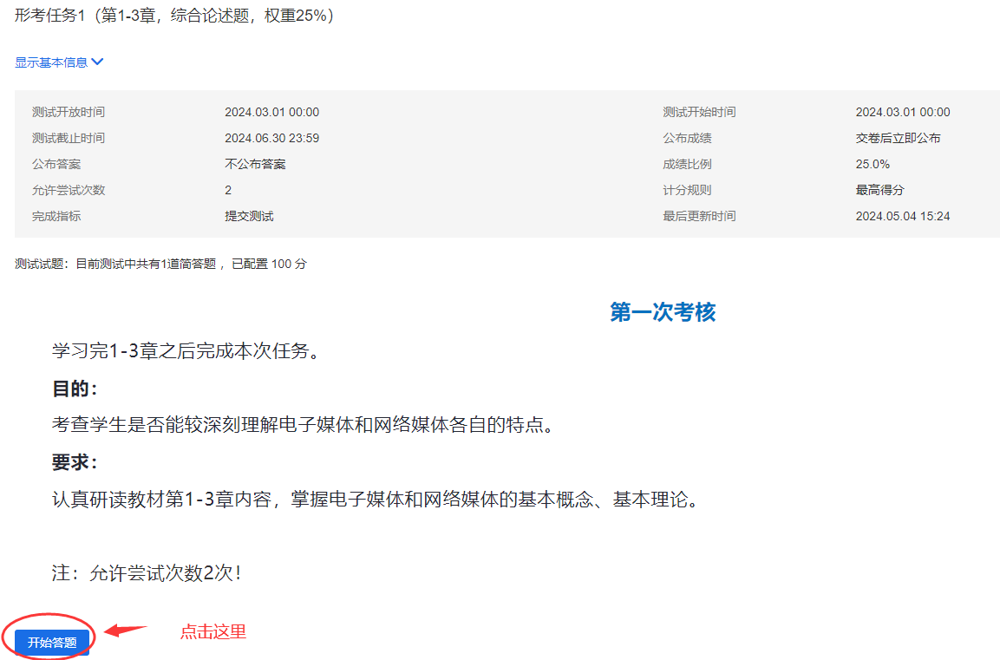 形考任务1（第1-3章，综合论述题，权重25%）
显示基本信息
测试开放时间 2024.03.01 00:00 测试开始时间 2024.03.01 00:00
测试截止时间 2024.06.30 23:59 公布成绩 交卷后立即公布
公布答案 不公布答案 成绩比例 25.0%
允许尝试次数 2 计分规则 最高得分
完成指标 提交测试 最后更新时间 2024.05.04 15:24
测试试题：目前测试中共有1道简答题 ，已配置 100 分
第一次考核
学习完1-3章之后完成本次任务。
目的：
考查学生是否能较深刻理解电子媒体和网络媒体各自的特点。
要求：
认真研读教材第1-3章内容，掌握电子媒体和网络媒体的基本概念、基本理论。
注：允许尝试次数2次！
开始答题 点击这里